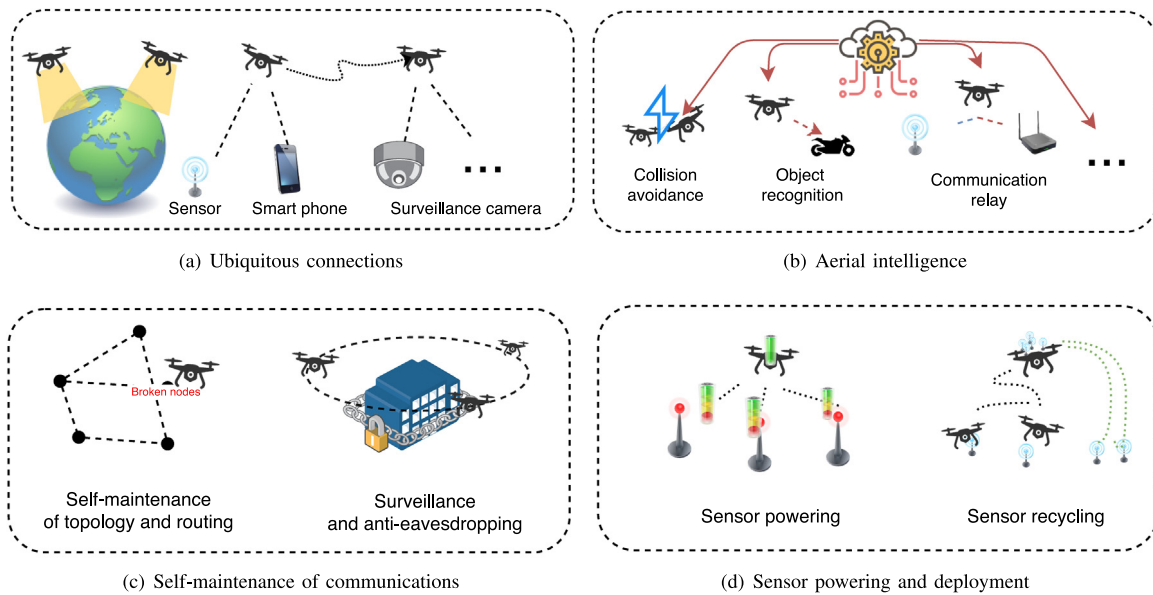 Sensor
Smart phone
Surveillance camera
(a) Ubiquitous connections
Collision
avoidance
Object
recognition
Communication
relay
(b) Aerial intelligence
Broken nodes
Self-maintenance
of topology and routing
Surveillance
and anti-eavesdropping
(c) Self-maintenance of communications
Sensor powering
Sensor recycling
(d) Sensor powering and deployment